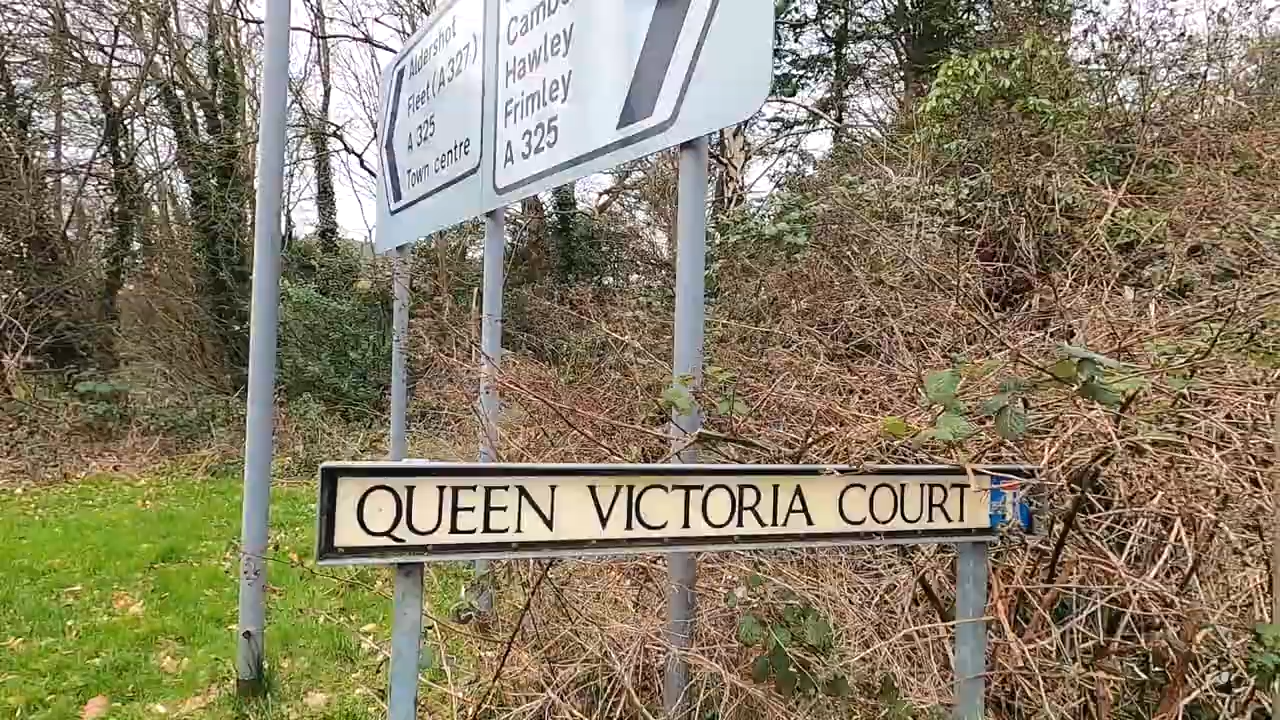 Aldershot
Fleet (A 327)
A 325
Town centre
Hawley
Frimley
A 325
QUEEN VICTORIA COURT